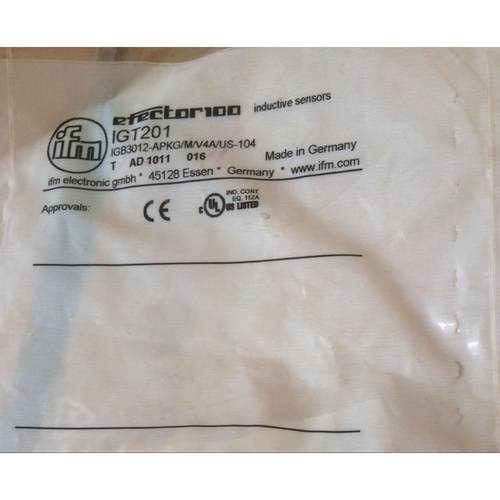 ifm
efector100 inductive sensors
IGT201
IGB3012-APKG/M/V4A/US-104
T AD 1011 016 Made in Germany
ifm electronic gmbh * 45128 Essen * Germany * www.ifm.com
Approvals: CE c UL US LISTED
IND. CONT. EQ. 11ZA